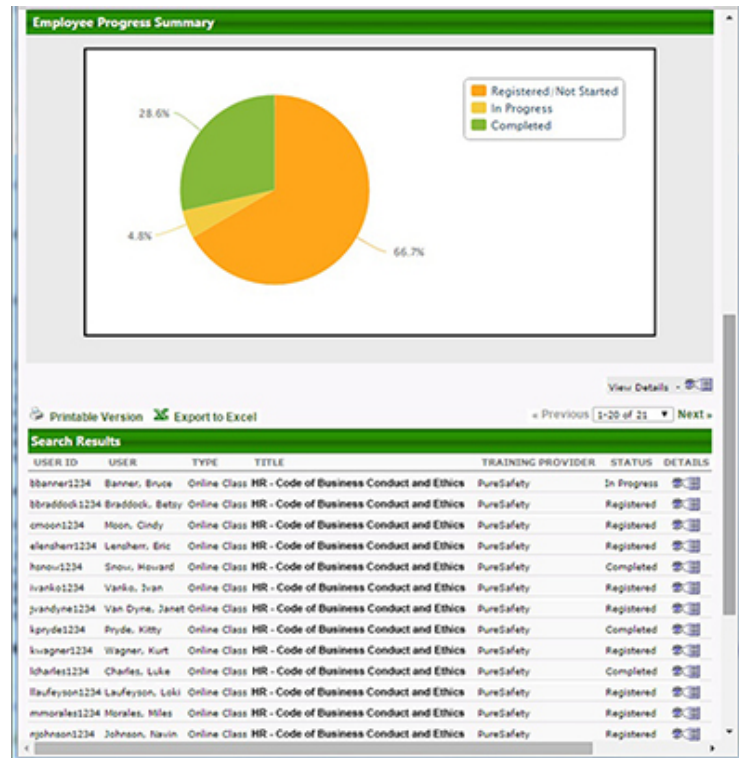 Employee Progress Summary
Registered/Not Started
In Progress
Completed
28.6%
4.8%
66.7%
View Details -
Printable Version Export to Excel « Previous 1-20 of 21 Next »
Search Results
USER ID USER TYPE TITLE TRAINING PROVIDER STATUS DETAILS
bbanner1234 Banner, Bruce Online Class HR - Code of Business Conduct and Ethics PureSafety In Progress
bbraddock1234 Braddock, Betsy Online Class HR - Code of Business Conduct and Ethics PureSafety Registered
cmoon1234 Moon, Cindy Online Class HR - Code of Business Conduct and Ethics PureSafety Registered
elensherr1234 Lensherr, Eric Online Class HR - Code of Business Conduct and Ethics PureSafety Registered
hsnow1234 Snow, Howard Online Class HR - Code of Business Conduct and Ethics PureSafety Completed
ivanko1234 Vanko, Ivan Online Class HR - Code of Business Conduct and Ethics PureSafety Registered
jvandyne1234 Van Dyne, Janet Online Class HR - Code of Business Conduct and Ethics PureSafety Registered
kpryde1234 Pryde, Kitty Online Class HR - Code of Business Conduct and Ethics PureSafety Completed
kwagner1234 Wagner, Kurt Online Class HR - Code of Business Conduct and Ethics PureSafety Registered
lcharles1234 Charles, Luke Online Class HR - Code of Business Conduct and Ethics PureSafety Completed
llaufeyson1234 Laufeyson, Loki Online Class HR - Code of Business Conduct and Ethics PureSafety Registered
mmorales1234 Morales, Miles Online Class HR - Code of Business Conduct and Ethics PureSafety Registered
njohnson1234 Johnson, Navin Online Class HR - Code of Business Conduct and Ethics PureSafety Registered